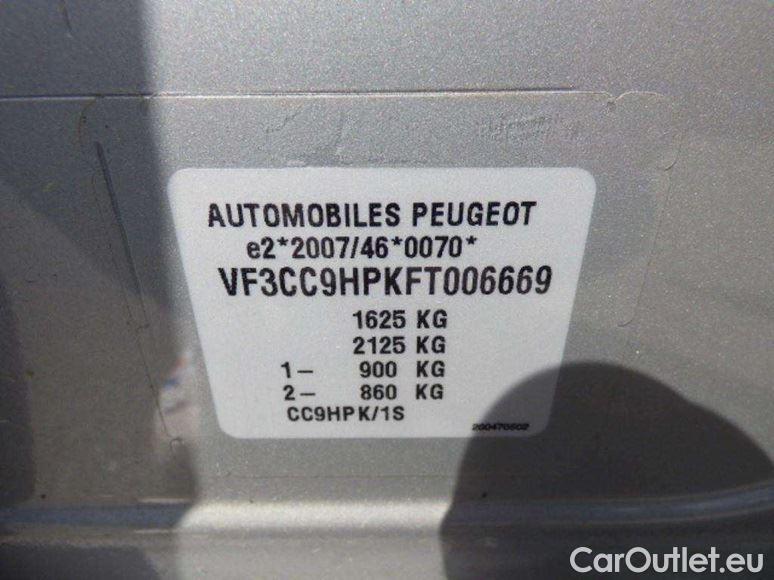 AUTOMOBILES PEUGEOT
e2*2007/46*0070*
VF3CC9HPKFT006669
1625 KG
2125 KG
1- 900 KG
2- 860 KG
CC9HPK/1S
200470502
CarOutlet.eu